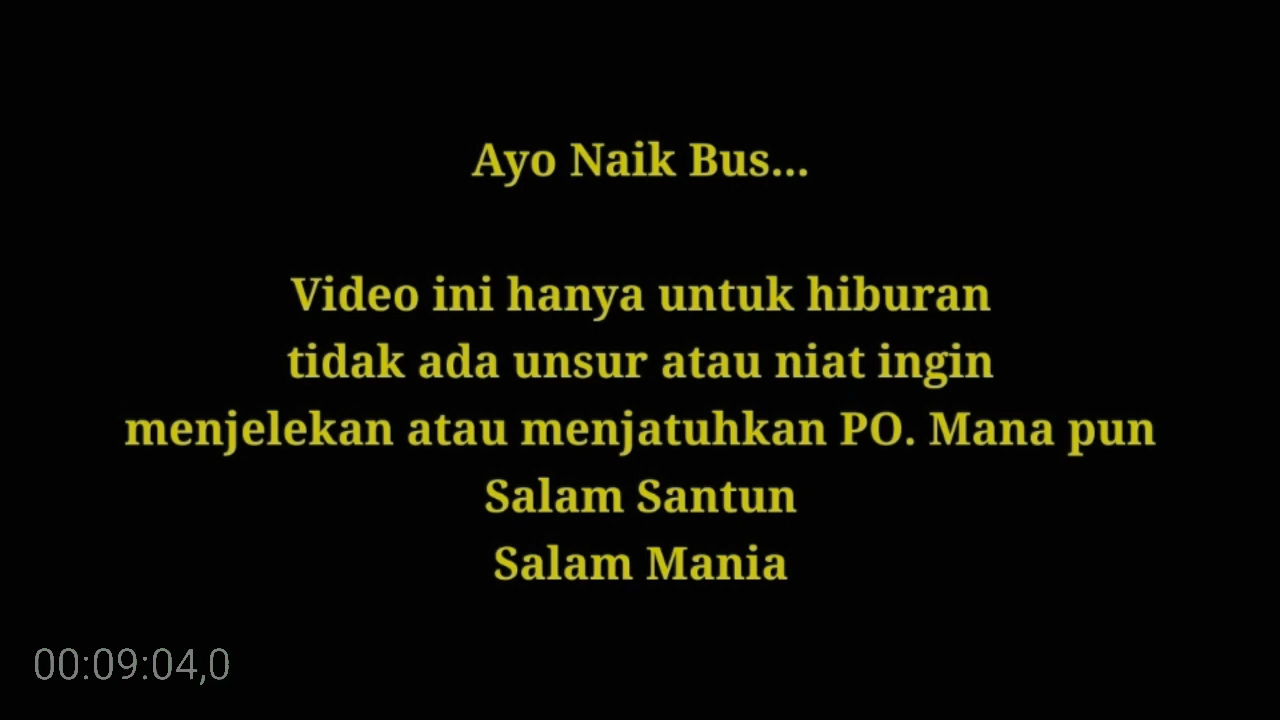 Ayo Naik Bus...
Video ini hanya untuk hiburan
tidak ada unsur atau niat ingin
menjelekan atau menjatuhkan PO. Mana pun
Salam Santun
Salam Mania
00:09:04,0